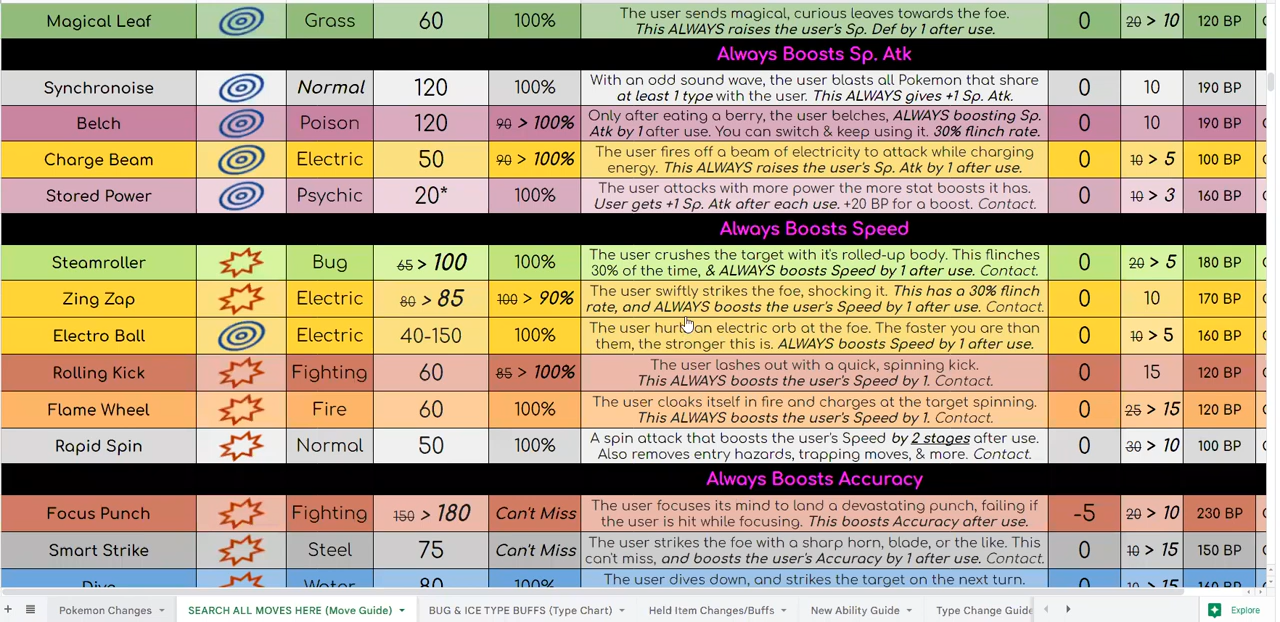 Magical Leaf Grass 60 100% The user sends magical, curious leaves towards the foe. 0 20 > 10 120 BP
This ALWAYS raises the user's Sp. Def by 1 after use.
Always Boosts Sp. Atk
Synchronoise Normal 120 100% With an odd sound wave, the user blasts all Pokemon that share 0 10 190 BP
at least 1 type with the user. This ALWAYS gives +1 Sp. Atk.
Belch Poison 120 90 > 100% Only after eating a berry, the user belches, ALWAYS boosting Sp. 0 10 190 BP
Atk by 1 after use. You can switch & keep using it. 30% flinch rate.
Charge Beam Electric 50 90 > 100% The user fires off a beam of electricity to attack while charging 0 10 > 5 100 BP
energy. This ALWAYS raises the user's Sp. Atk by 1 after use.
Stored Power Psychic 20* 100% The user attacks with more power the more stat boosts it has. 0 10 > 3 160 BP
User gets +1 Sp. Atk after each use. +20 BP for a boost. Contact.
Always Boosts Speed
Steamroller Bug 65 > 100 100% The user crushes the target with it's rolled-up body. This flinches 0 20 > 5 180 BP
30% of the time, & ALWAYS boosts Speed by 1 after use. Contact.
Zing Zap Electric 80 > 85 100 > 90% The user swiftly strikes the foe, shocking it. This has a 30% flinch 0 10 170 BP
rate, and ALWAYS boosts the user's Speed by 1 after use. Contact.
Electro Ball Electric 40-150 100% The user an electric orb at the foe. The faster you are than 0 10 > 5 160 BP
them, the stronger this is. ALWAYS boosts Speed by 1 after use.
Rolling Kick Fighting 60 85 > 100% The user lashes out with a quick, spinning kick. 0 15 120 BP
This ALWAYS boosts the user's Speed by 1. Contact.
Flame Wheel Fire 60 100% The user cloaks itself in fire and charges at the target spinning. 0 25 > 15 120 BP
This ALWAYS boosts the user's Speed by 1. Contact.
Rapid Spin Normal 50 100% A spin attack that boosts the user's Speed by 2 stages after use. 0 30 > 10 100 BP
Also removes entry hazards, trapping moves, & more. Contact.
Always Boosts Accuracy
Focus Punch Fighting 150 > 180 Can't Miss The user focuses its mind to land a devastating punch, failing if -5 20 > 10 230 BP
the user is hit while focusing. This boosts Accuracy after use.
Smart Strike Steel 75 Can't Miss The user strikes the foe with a sharp horn, blade, or the like. This 0 10 > 15 150 BP
can't miss, and boosts the user's Accuracy by 1 after use. Contact.
Dive Water 80 100% The user dives down, and strikes the target on the next turn. 0 10 > 15 160 BP
Pokemon Changes SEARCH ALL MOVES HERE (Move Guide) BUG & ICE TYPE BUFFS (Type Chart) Held Item Changes/Buffs New Ability Guide Type Change Guide Explore